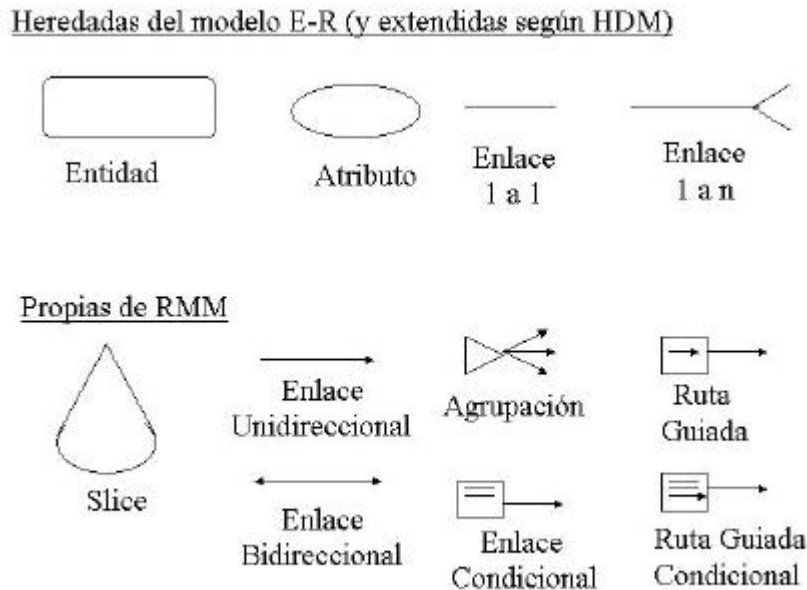 Heredadas del modelo E-R (y extendidas según HDM)
Entidad
Atributo
Enlace
1 a 1
Enlace
1 a n
Propias de RMM
Slice
Enlace
Unidireccional
Agrupación
Ruta
Guiada
Enlace
Bidireccional
Enlace
Condicional
Ruta Guiada
Condicional